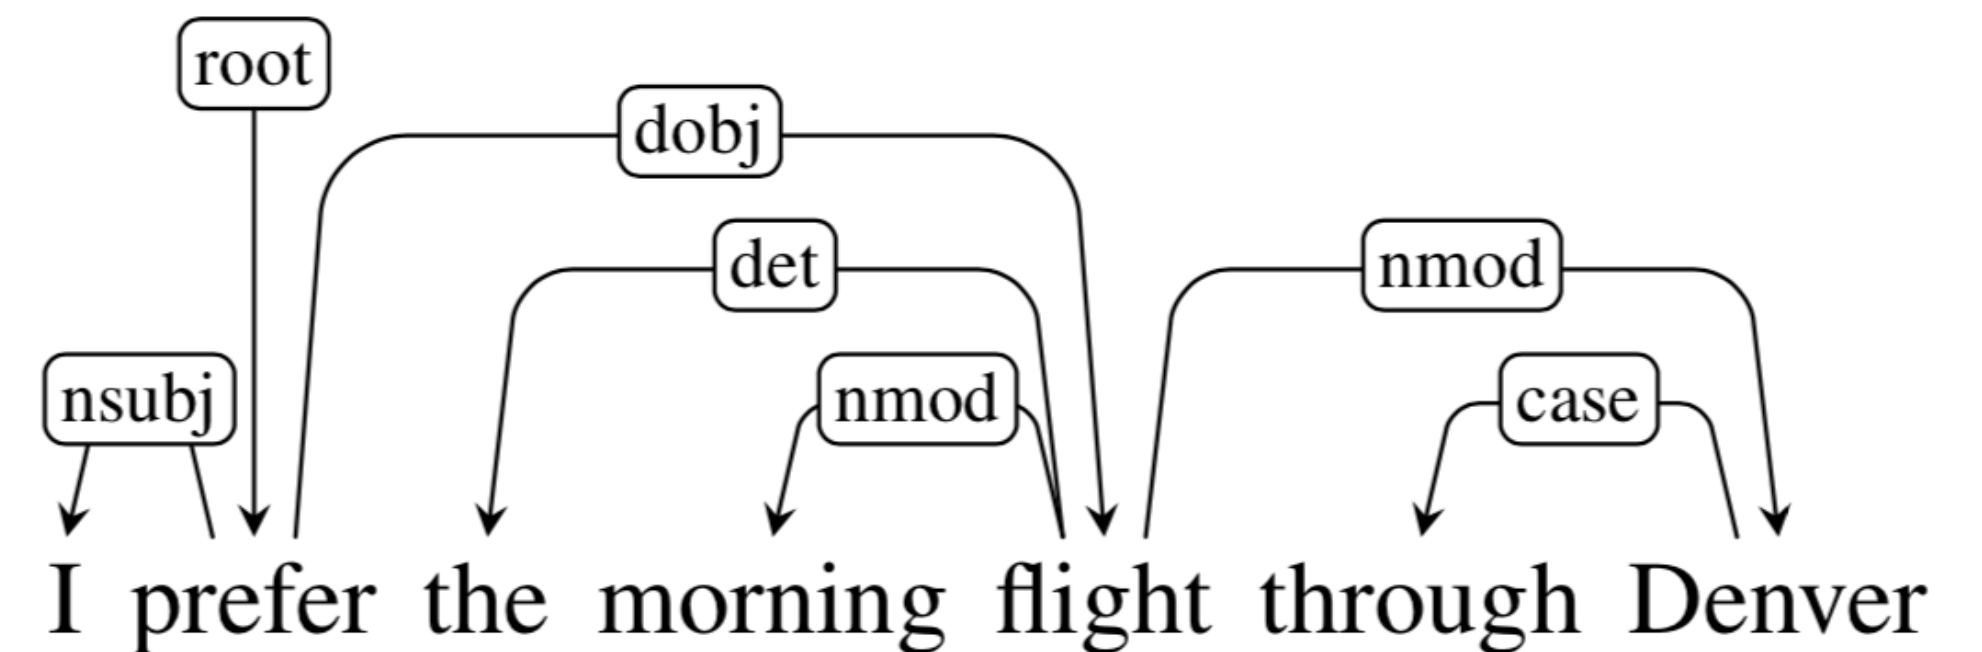 root
dobj
det nmod
nsubj nmod case
I prefer the morning flight through Denver